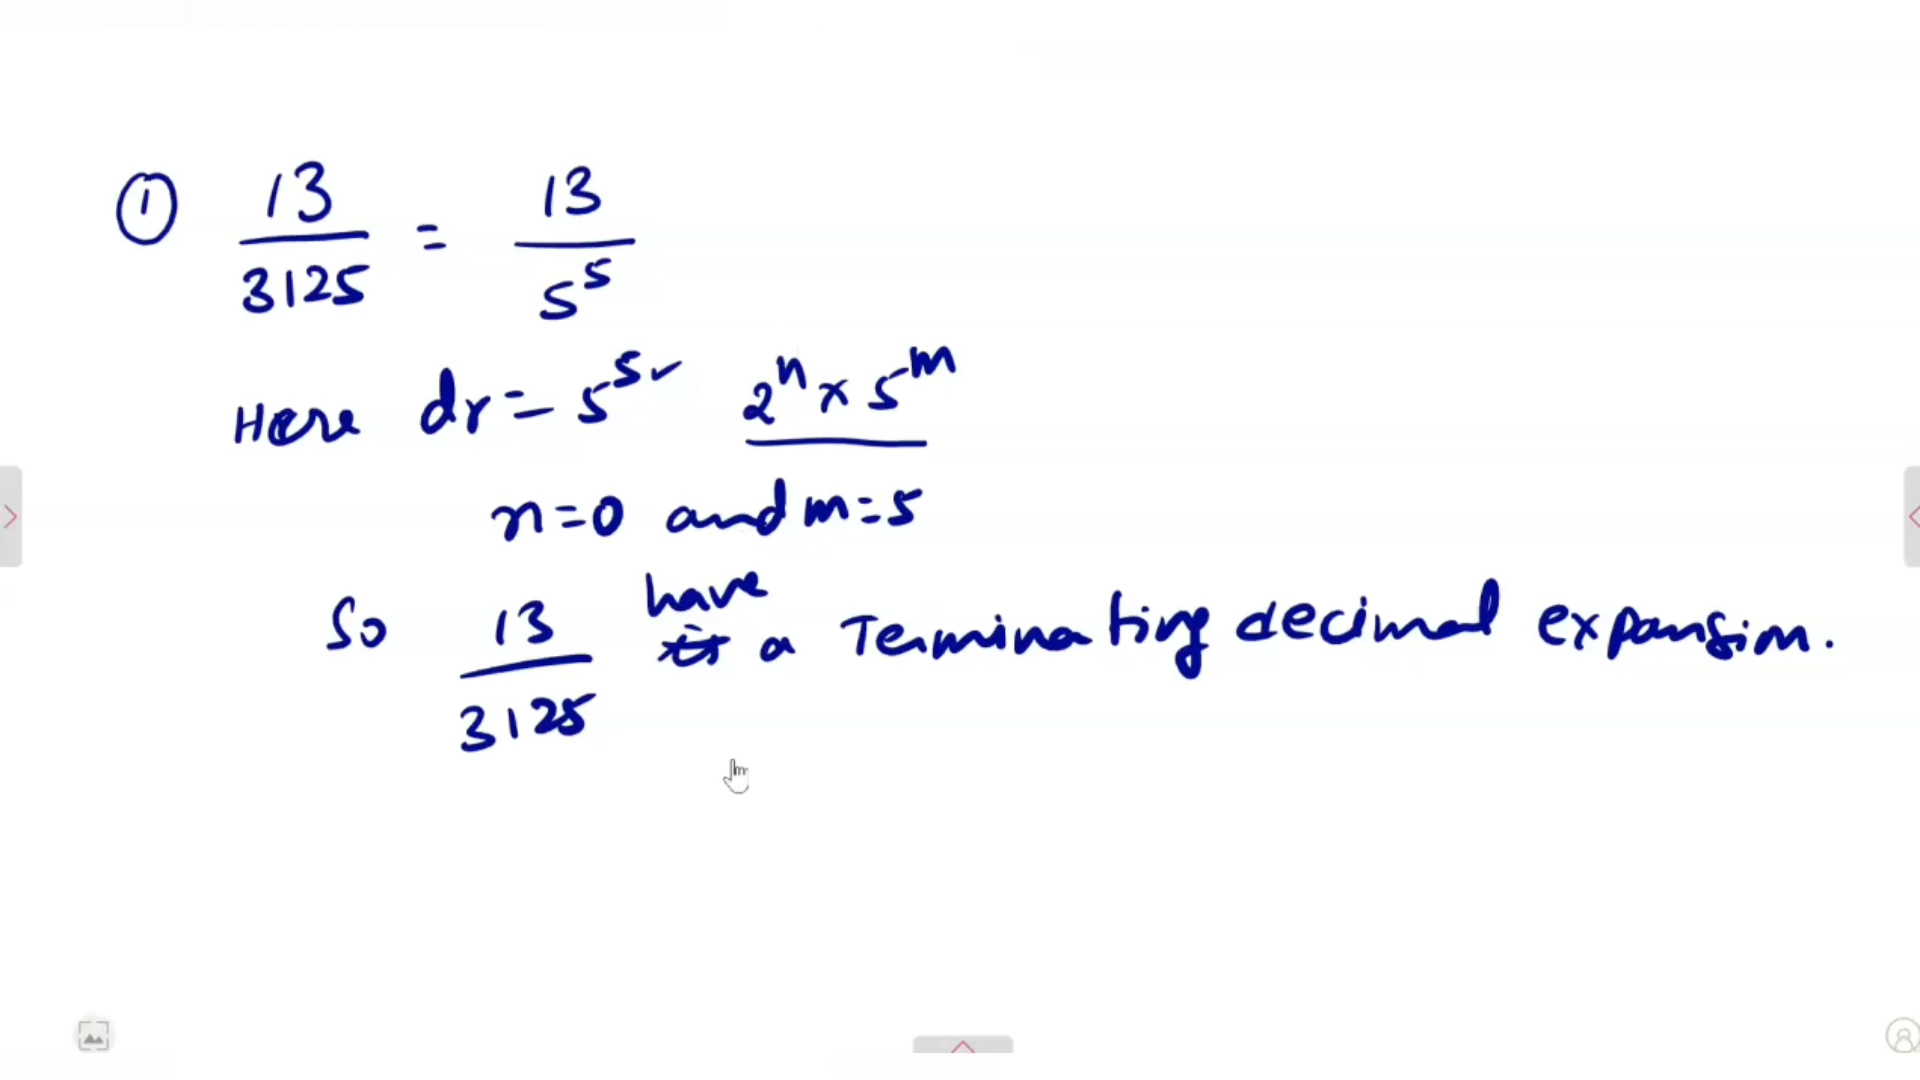 ① 13/3125 = 13/5^5
Here dr = 5^5 ✓ 2^n × 5^m
n=0 and m=5
So 13/3125 have a Terminating decimal expansion.